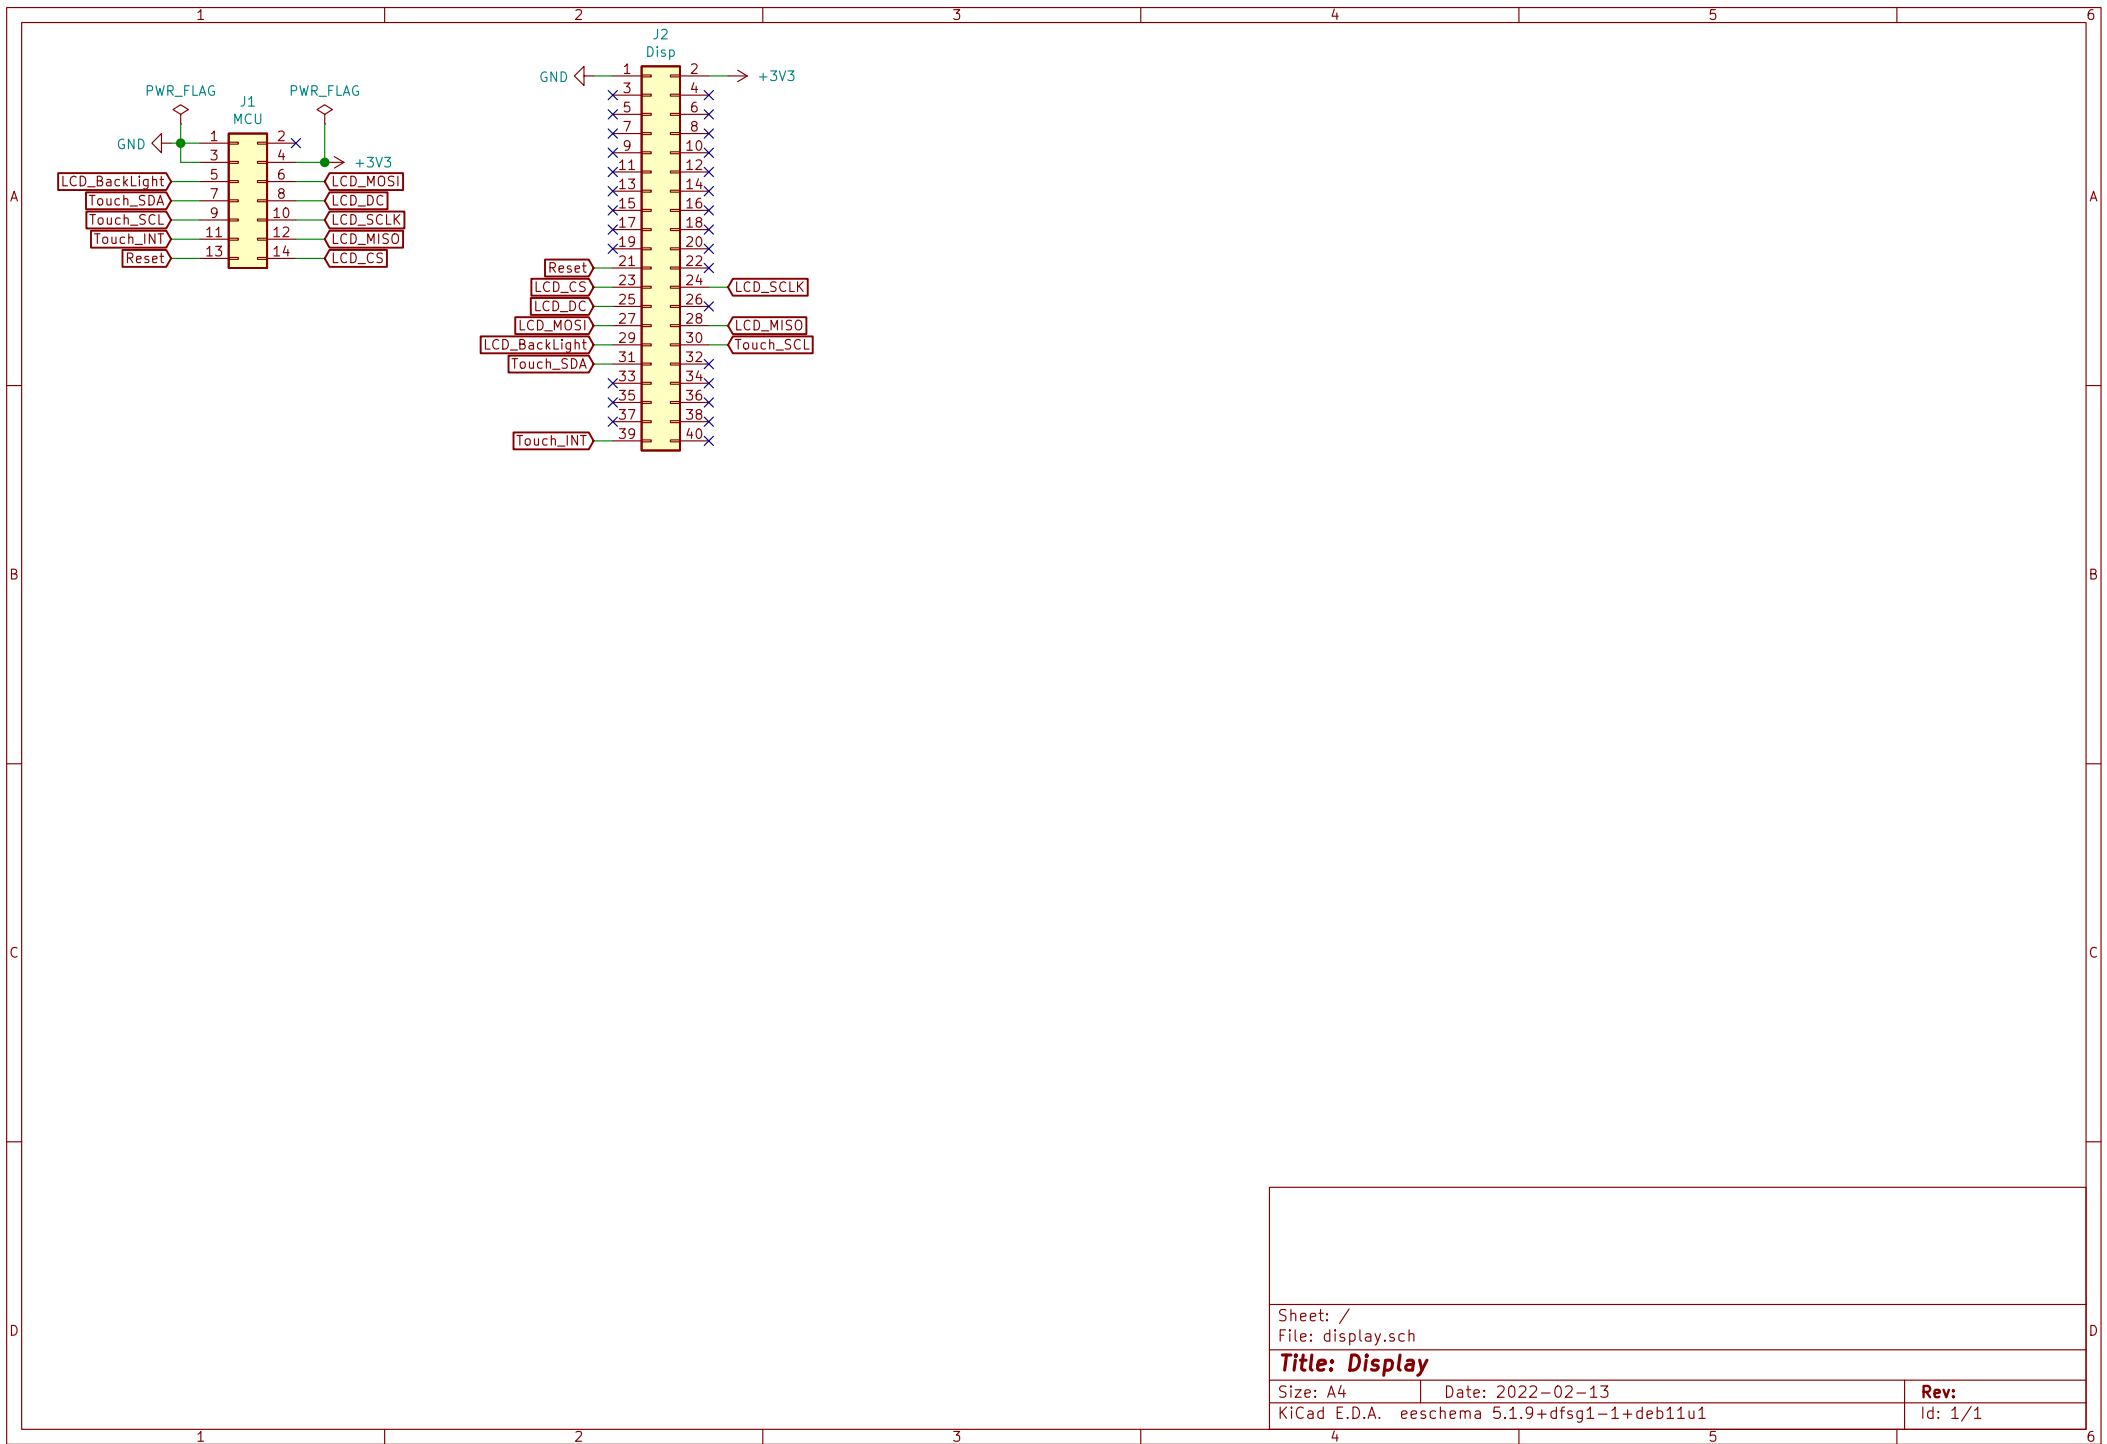 1 2 3 4 5 6
J2
Disp
GND 1 2 +3V3
3 4
5 6
7 8
9 10
11 12
13 14
15 16
17 18
19 20
Reset 21 22
LCD_CS 23 24 LCD_SCLK
LCD_DC 25 26
LCD_MOSI 27 28 LCD_MISO
LCD_BackLight 29 30 Touch_SCL
Touch_SDA 31 32
33 34
35 36
37 38
Touch_INT 39 40
PWR_FLAG PWR_FLAG
J1
MCU
GND 1 2
3 4 +3V3
LCD_BackLight 5 6 LCD_MOSI
Touch_SDA 7 8 LCD_DC
Touch_SCL 9 10 LCD_SCLK
Touch_INT 11 12 LCD_MISO
Reset 13 14 LCD_CS
A A
B B
C C
D D
Sheet: /
File: display.sch
Title: Display
Size: A4 Date: 2022-02-13 Rev:
KiCad E.D.A. eeschema 5.1.9+dfsg1-1+deb11u1 Id: 1/1
1 2 3 4 5 6